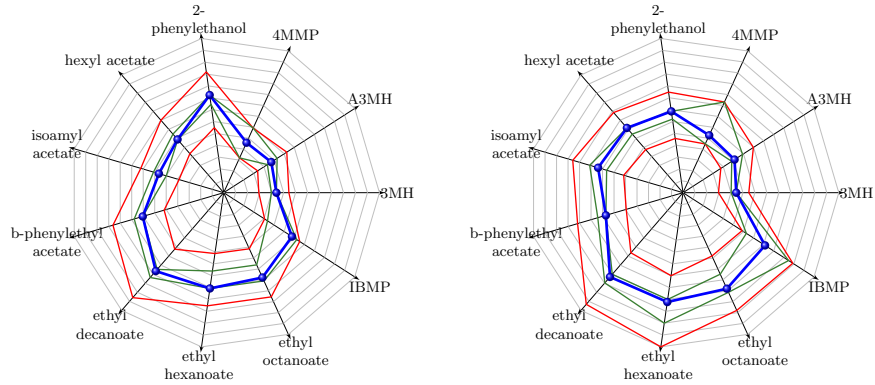 2-
phenylethanol
4MMP
hexyl acetate
A3MH
isoamyl
acetate
3MH
b-phenylethyl
acetate
IBMP
ethyl
decanoate
ethyl
octanoate
ethyl
hexanoate
2-
phenylethanol
4MMP
hexyl acetate
A3MH
isoamyl
acetate
3MH
b-phenylethyl
acetate
IBMP
ethyl
decanoate
ethyl
octanoate
ethyl
hexanoate